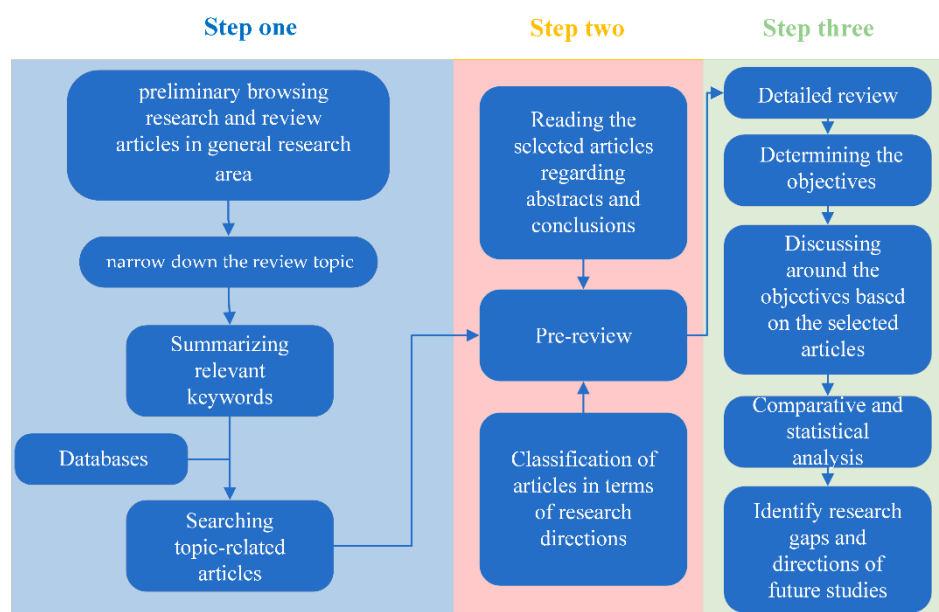 Step one
preliminary browsing
research and review
articles in general research
area
narrow down the review topic
Summarizing
relevant
keywords
Databases
Searching
topic-related
articles
Step two
Reading the
selected articles
regarding
abstracts and
conclusions
Pre-review
Classification of
articles in terms
of research
directions
Step three
Detailed review
Determining the
objectives
Discussing
around the
objectives based
on the selected
articles
Comparative and
statistical
analysis
Identify research
gaps and
directions of
future studies